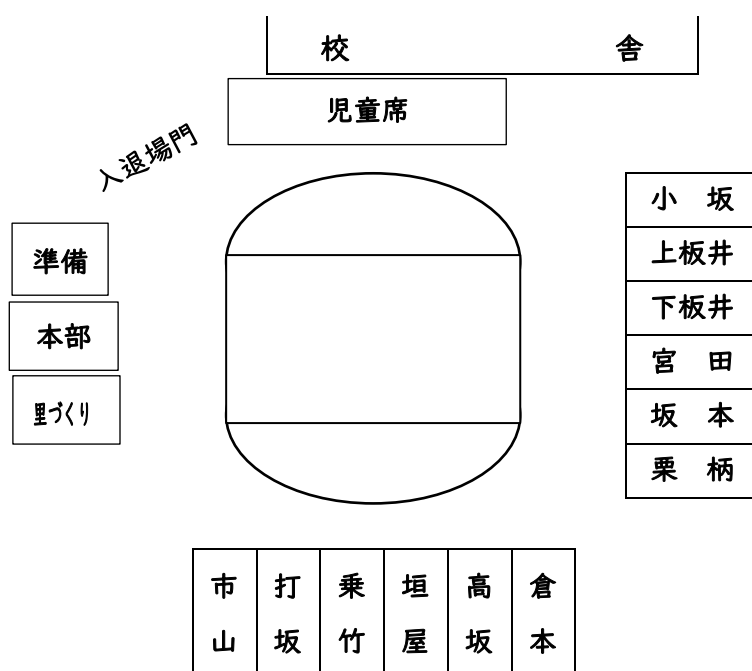 校　　舎
児童席
入退場門
準備
本部
里づくり
小　坂
上板井
下板井
宮　田
坂　本
栗　柄
市山
打坂
乗竹
垣屋
高坂
倉本